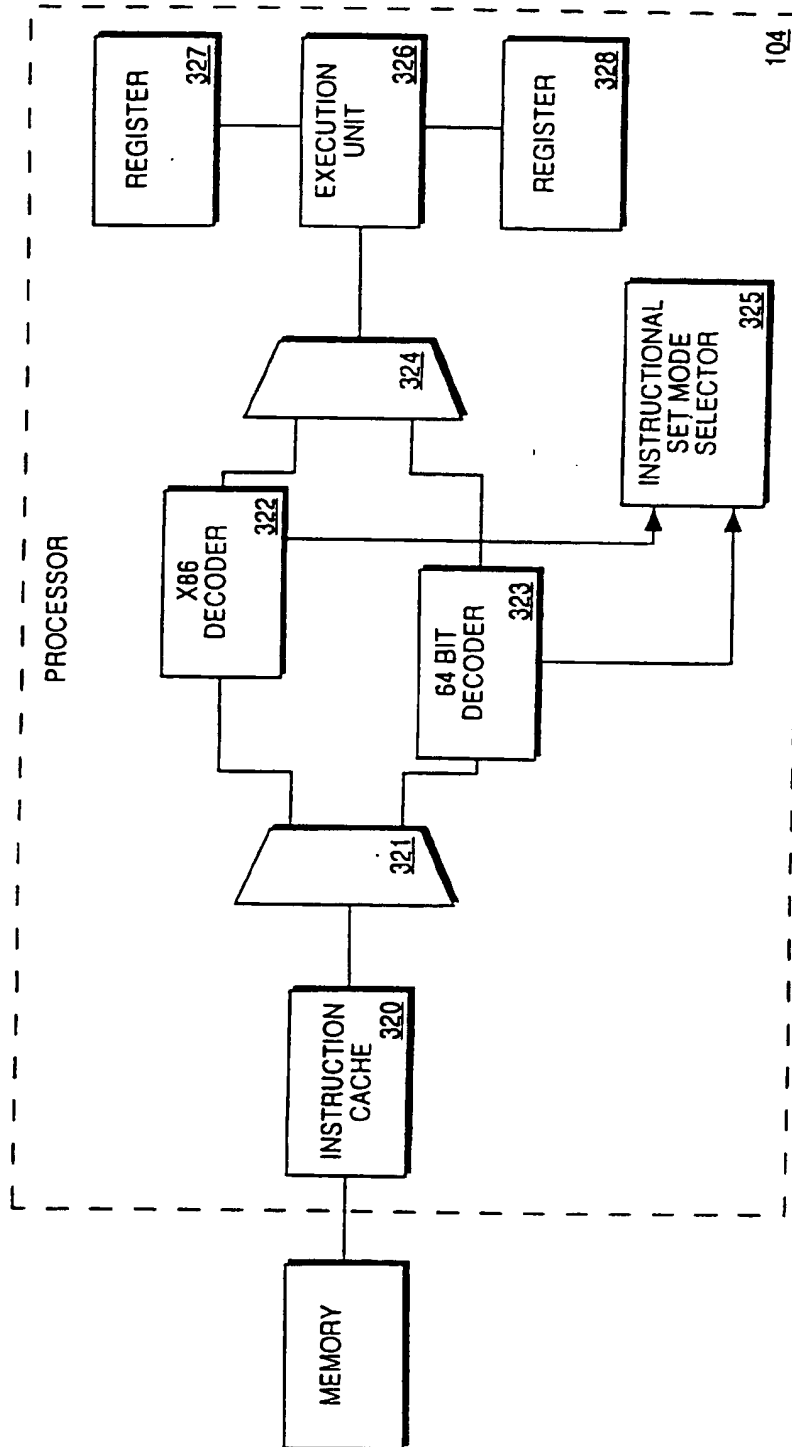 PROCESSOR
MEMORY
INSTRUCTION
CACHE
320
321
X86
DECODER
322
64 BIT
DECODER
323
324
INSTRUCTIONAL
SET MODE
SELECTOR
325
REGISTER
327
EXECUTION
UNIT
326
REGISTER
328
104